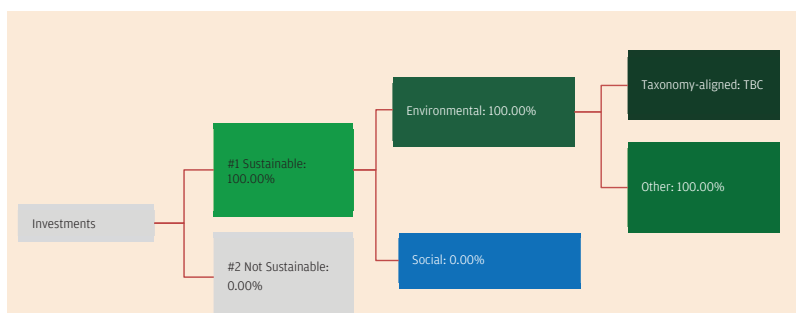 Investments
#1 Sustainable:
100.00%
#2 Not Sustainable:
0.00%
Environmental: 100.00%
Social: 0.00%
Taxonomy-aligned: TBC
Other: 100.00%